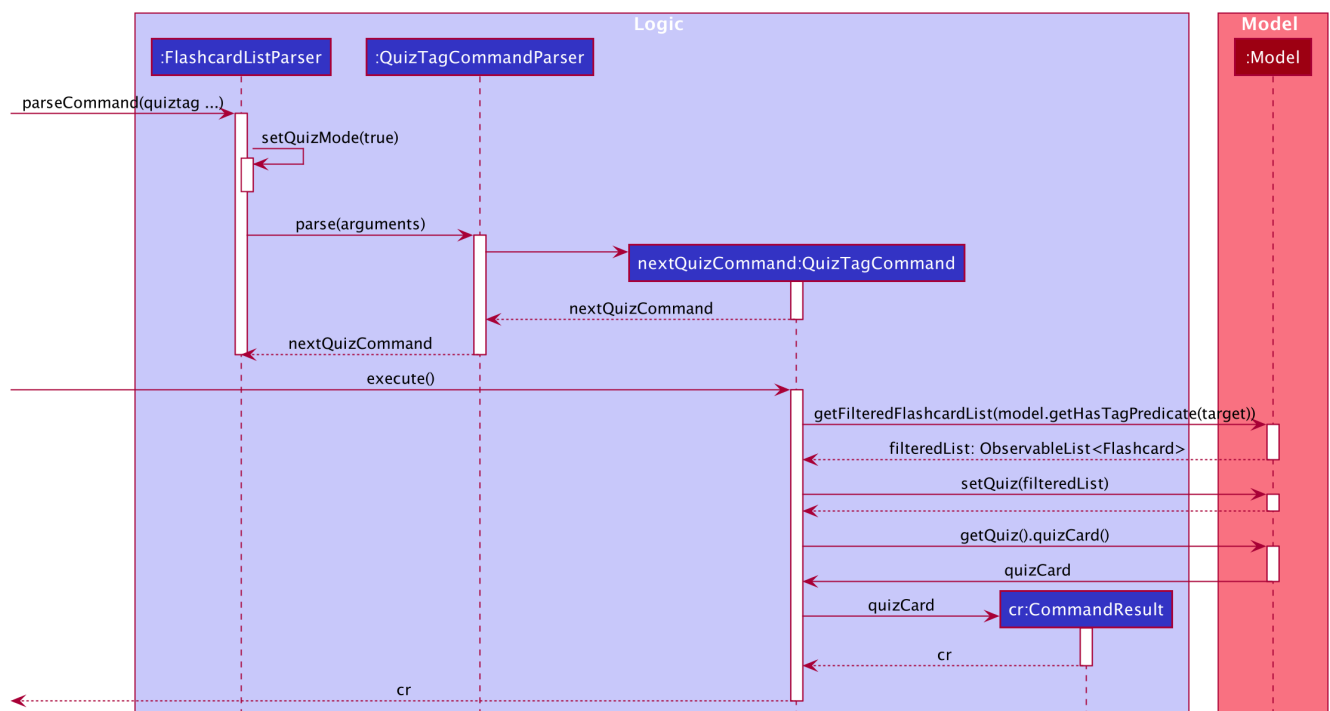 Logic
Model
:FlashcardListParser
:QuizTagCommandParser
:Model
parseCommand(quiztag ...)
setQuizMode(true)
parse(arguments)
nextQuizCommand:QuizTagCommand
nextQuizCommand
nextQuizCommand
execute()
getFilteredFlashcardList(model.getHasTagPredicate(target))
filteredList: ObservableList<Flashcard>
setQuiz(filteredList)
getQuiz().quizCard()
quizCard
quizCard
cr:CommandResult
cr
cr